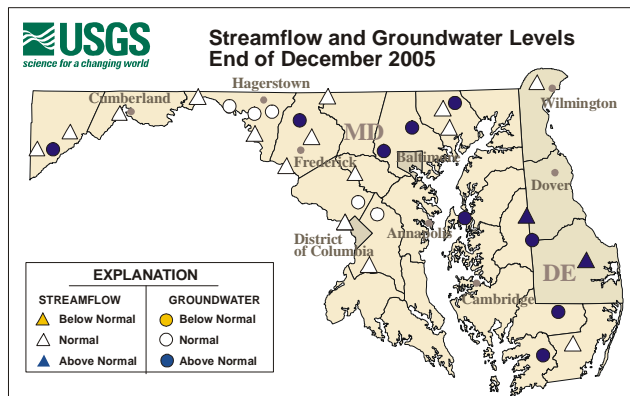 USGS
science for a changing world
Streamflow and Groundwater Levels
End of December 2005
Hagerstown
Cumberland
Wilmington
MD
Frederick
Baltimore
Dover
Annapolis
District
of Columbia
DE
Cambridge
EXPLANATION
STREAMFLOW
GROUNDWATER
Below Normal
Below Normal
Normal
Normal
Above Normal
Above Normal